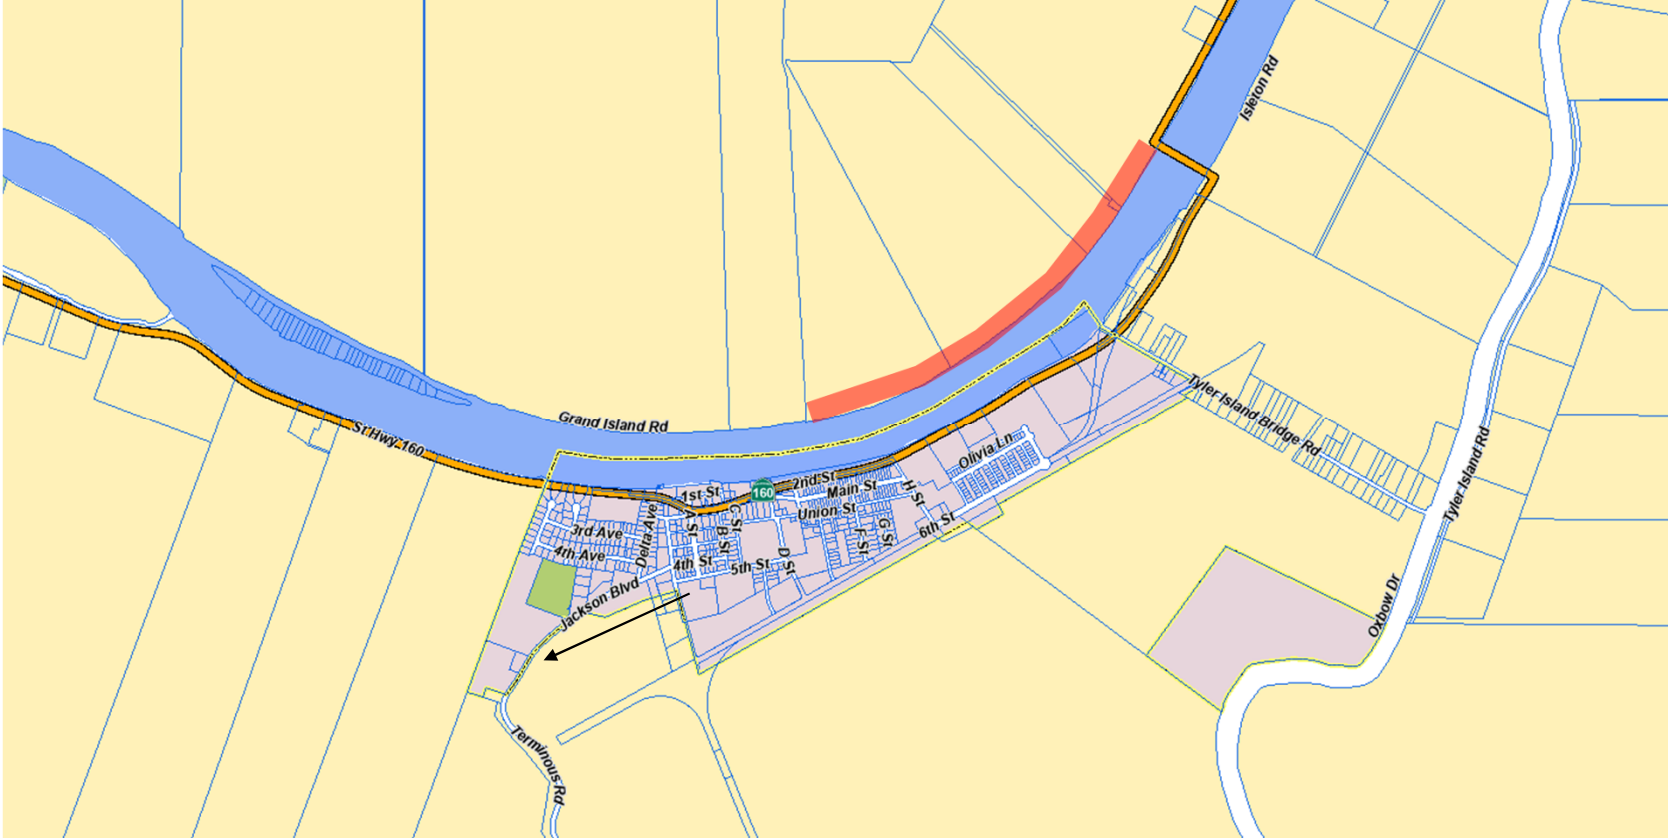 Isleton Rd
Grand Island Rd
St Hwy 160
Tyler Island Bridge Rd
Tyler Island Rd
Olivia Ln
2nd St
1st St
160
Main St
H St
Union St
A St
C St
B St
G St
F St
6th St
3rd Ave
Delta Ave
4th Ave
4th St
5th St
D St
Jackson Blvd
Oxbow Dr
Terminous Rd